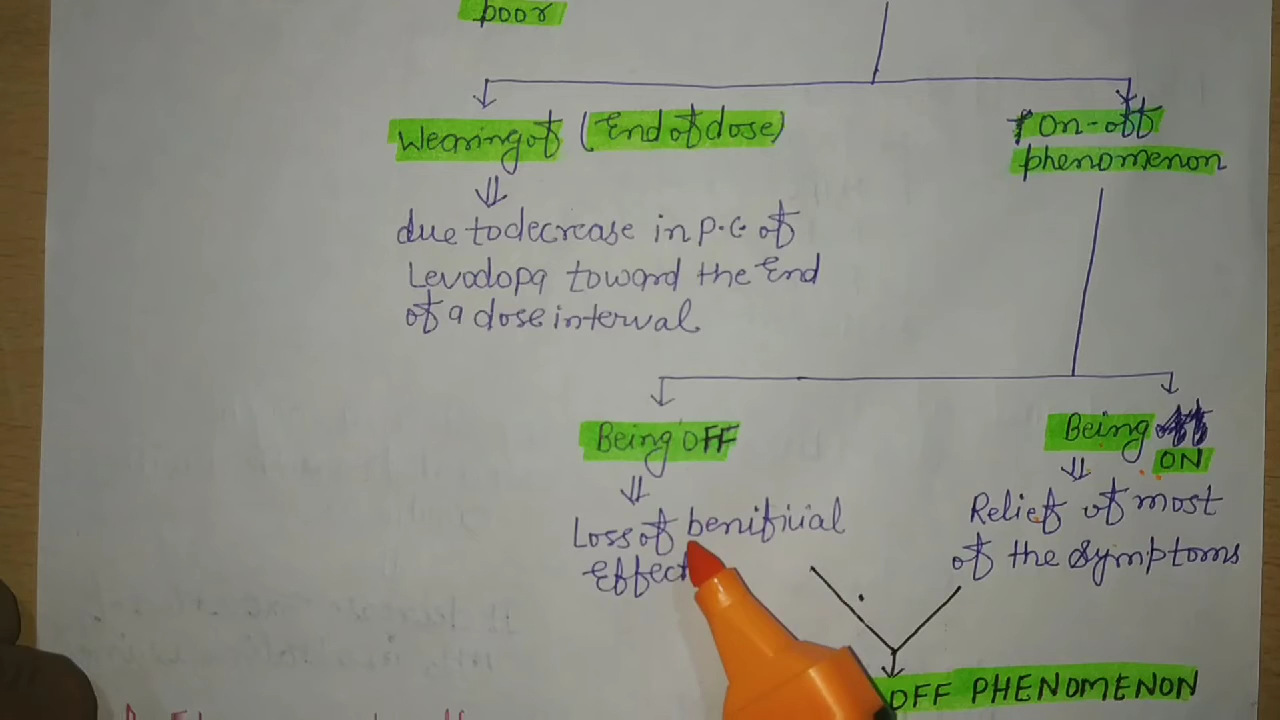 poor
Wearing of (End of dose)
On-off
phenomenon
due to decrease in p.c of
Levodopa toward the End
of a dose interval
Being OFF
Being
ON
Loss of benificial
Effect
Relief of most
of the symptoms
OFF PHENOMENON